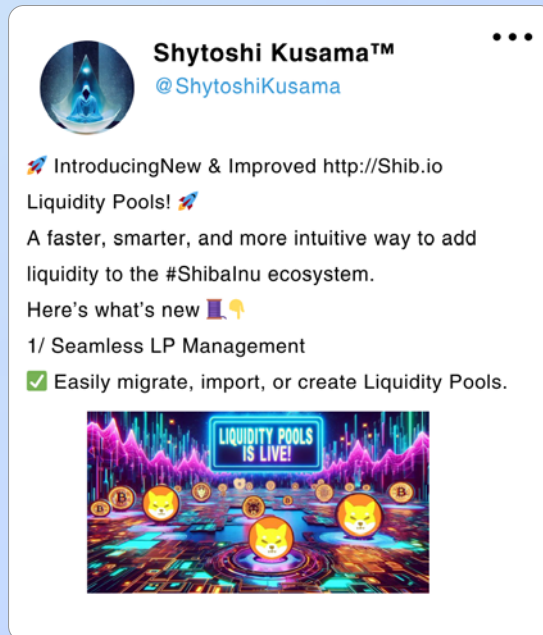 Shytoshi Kusama™
@ShytoshiKusama
🚀 IntroducingNew & Improved http://Shib.io
Liquidity Pools! 🚀
A faster, smarter, and more intuitive way to add
liquidity to the #ShibaInu ecosystem.
Here’s what’s new 🧵👇
1/ Seamless LP Management
✅ Easily migrate, import, or create Liquidity Pools.
LIQUIDITY POOLS
IS LIVE!